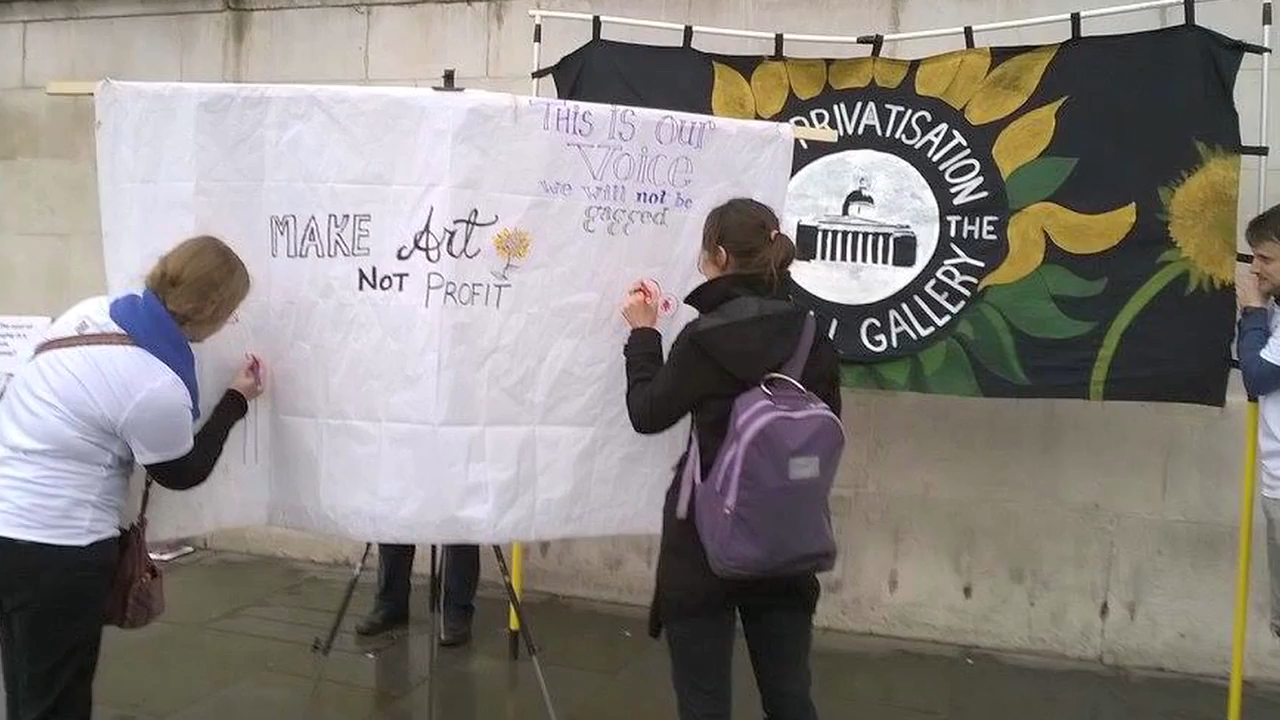 THIS IS OUR
Voice
we will not be
gagged
MAKE Art
NOT PROFIT
PRIVATISATION
THE
GALLERY